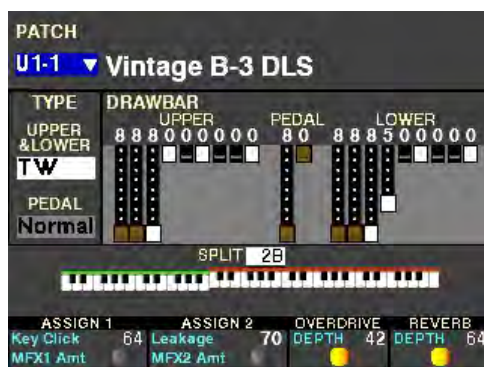 PATCH
U1-1 Vintage B-3 DLS
TYPE DRAWBAR
UPPER PEDAL LOWER
UPPER &LOWER 888000000 80 888500000
TW
PEDAL
Normal
SPLIT 2B
ASSIGN 1 ASSIGN 2 OVERDRIVE REVERB
Key Click 64 Leakage 70 DEPTH 42 DEPTH 64
MFX1 Amt MFX2 Amt